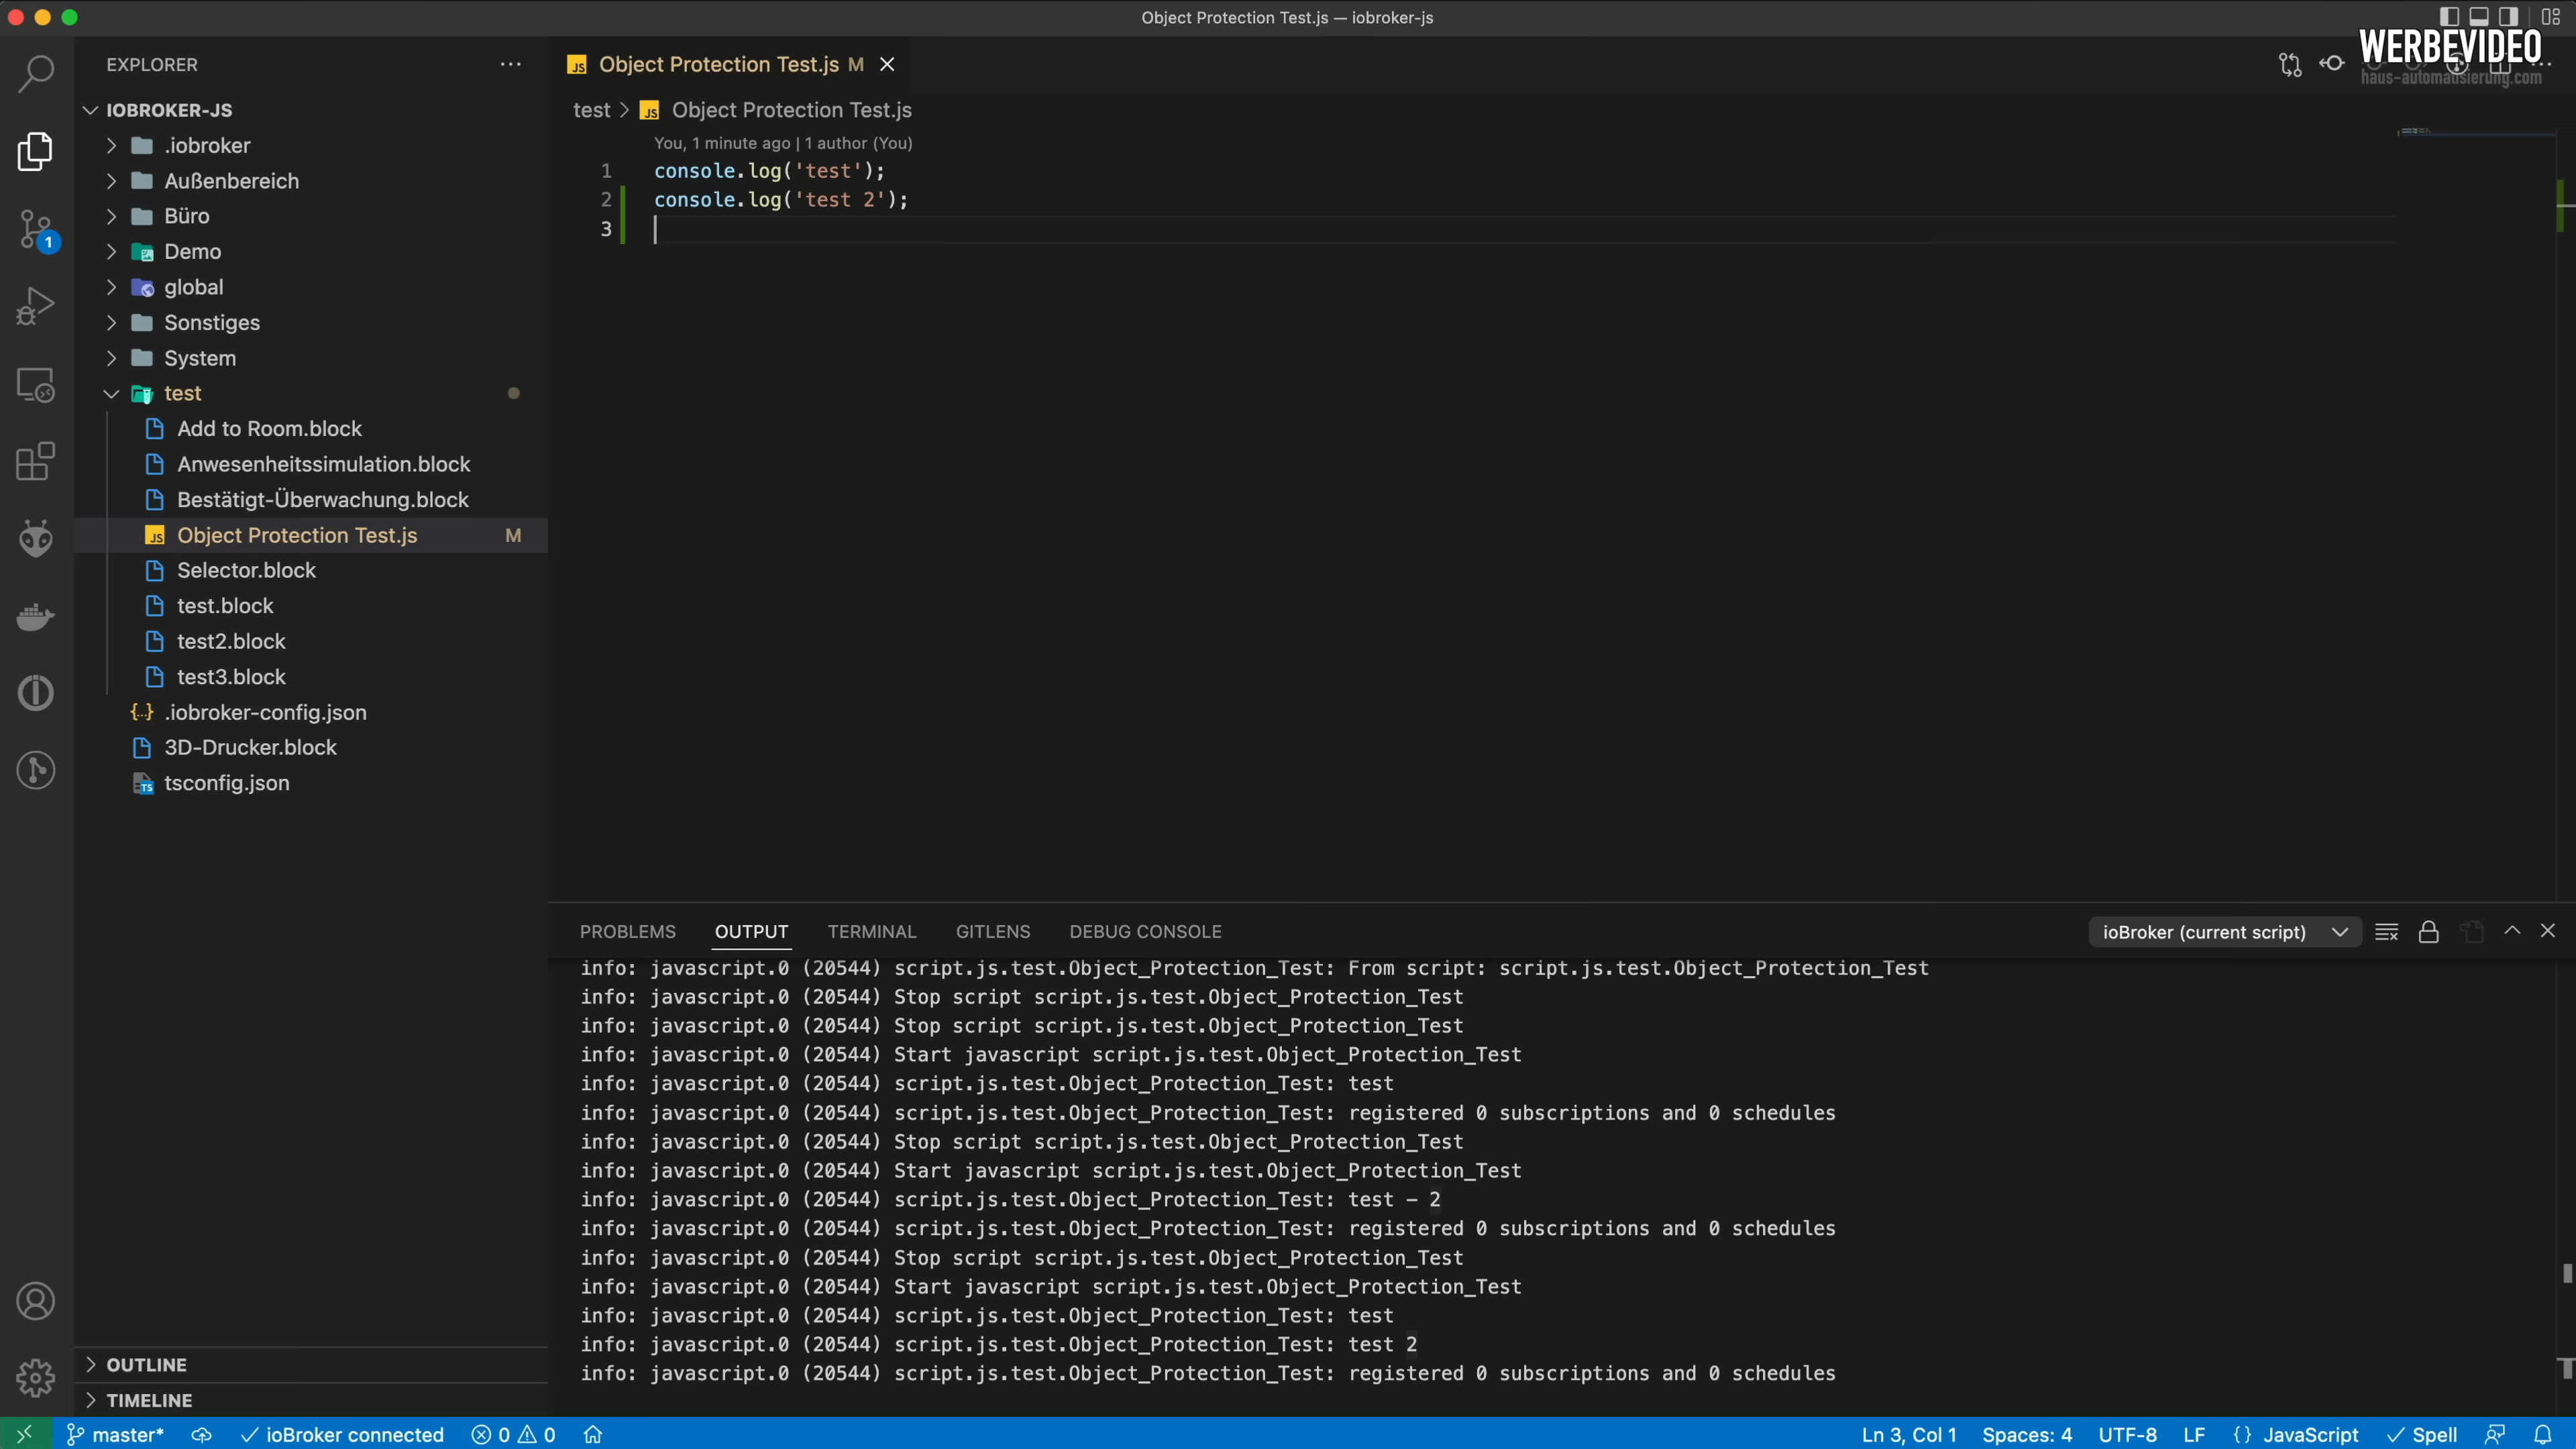 Object Protection Test.js — iobroker-js
WERBEVIDEO
haus-automatisierung.com
EXPLORER
IOBROKER-JS
.iobroker
Außenbereich
Büro
Demo
global
Sonstiges
System
test
Add to Room.block
Anwesenheitssimulation.block
Bestätigt-Überwachung.block
JS Object Protection Test.js M
Selector.block
test.block
test2.block
test3.block
{..} .iobroker-config.json
3D-Drucker.block
TS tsconfig.json
OUTLINE
TIMELINE
1
JS Object Protection Test.js M
test > JS Object Protection Test.js
You, 1 minute ago | 1 author (You)
1 console.log('test');
2 console.log('test 2');
3
PROBLEMS OUTPUT TERMINAL GITLENS DEBUG CONSOLE ioBroker (current script)
info: javascript.0 (20544) script.js.test.Object_Protection_Test: From script: script.js.test.Object_Protection_Test
info: javascript.0 (20544) Stop script script.js.test.Object_Protection_Test
info: javascript.0 (20544) Stop script script.js.test.Object_Protection_Test
info: javascript.0 (20544) Start javascript script.js.test.Object_Protection_Test
info: javascript.0 (20544) script.js.test.Object_Protection_Test: test
info: javascript.0 (20544) script.js.test.Object_Protection_Test: registered 0 subscriptions and 0 schedules
info: javascript.0 (20544) Stop script script.js.test.Object_Protection_Test
info: javascript.0 (20544) Start javascript script.js.test.Object_Protection_Test
info: javascript.0 (20544) script.js.test.Object_Protection_Test: test - 2
info: javascript.0 (20544) script.js.test.Object_Protection_Test: registered 0 subscriptions and 0 schedules
info: javascript.0 (20544) Stop script script.js.test.Object_Protection_Test
info: javascript.0 (20544) Start javascript script.js.test.Object_Protection_Test
info: javascript.0 (20544) script.js.test.Object_Protection_Test: test
info: javascript.0 (20544) script.js.test.Object_Protection_Test: test 2
info: javascript.0 (20544) script.js.test.Object_Protection_Test: registered 0 subscriptions and 0 schedules
master* ioBroker connected 0 0 Ln 3, Col 1 Spaces: 4 UTF-8 LF {} JavaScript Spell